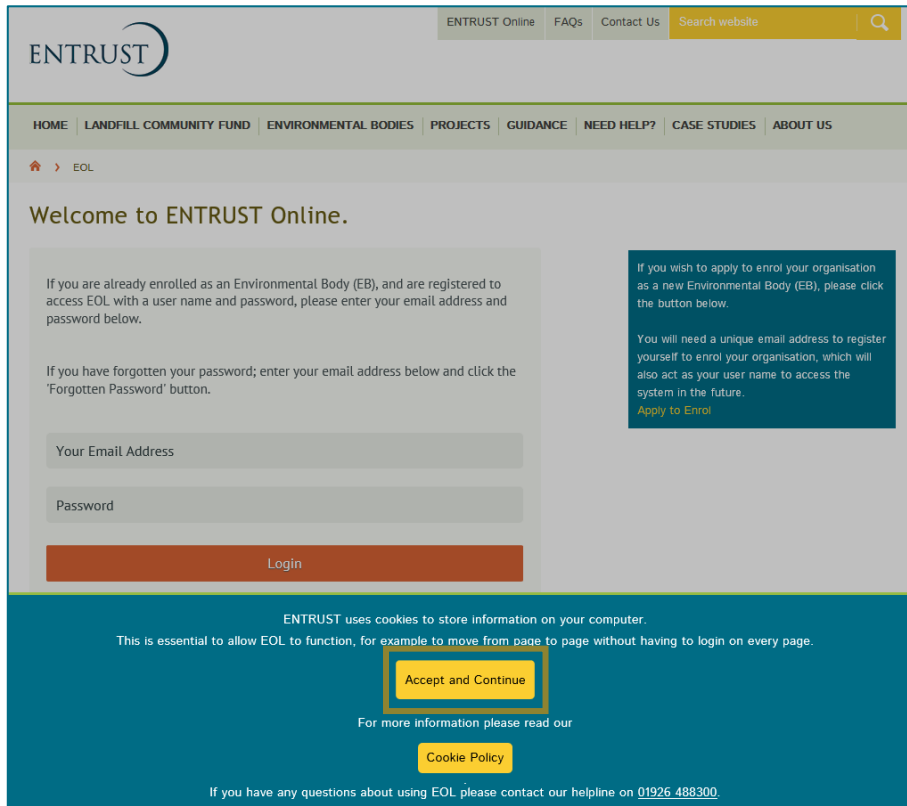 ENTRUST Online FAQs Contact Us Search website
ENTRUST
HOME LANDFILL COMMUNITY FUND ENVIRONMENTAL BODIES PROJECTS GUIDANCE NEED HELP? CASE STUDIES ABOUT US
EOL
Welcome to ENTRUST Online.
If you are already enrolled as an Environmental Body (EB), and are registered to
access EOL with a user name and password, please enter your email address and
password below.
If you have forgotten your password; enter your email address below and click the
'Forgotten Password' button.
Your Email Address
Password
Login
If you wish to apply to enrol your organisation
as a new Environmental Body (EB), please click
the button below.
You will need a unique email address to register
yourself to enrol your organisation, which will
also act as your user name to access the
system in the future.
Apply to Enrol
ENTRUST uses cookies to store information on your computer.
This is essential to allow EOL to function, for example to move from page to page without having to login on every page.
Accept and Continue
For more information please read our
Cookie Policy
.
If you have any questions about using EOL please contact our helpline on 01926 488300.